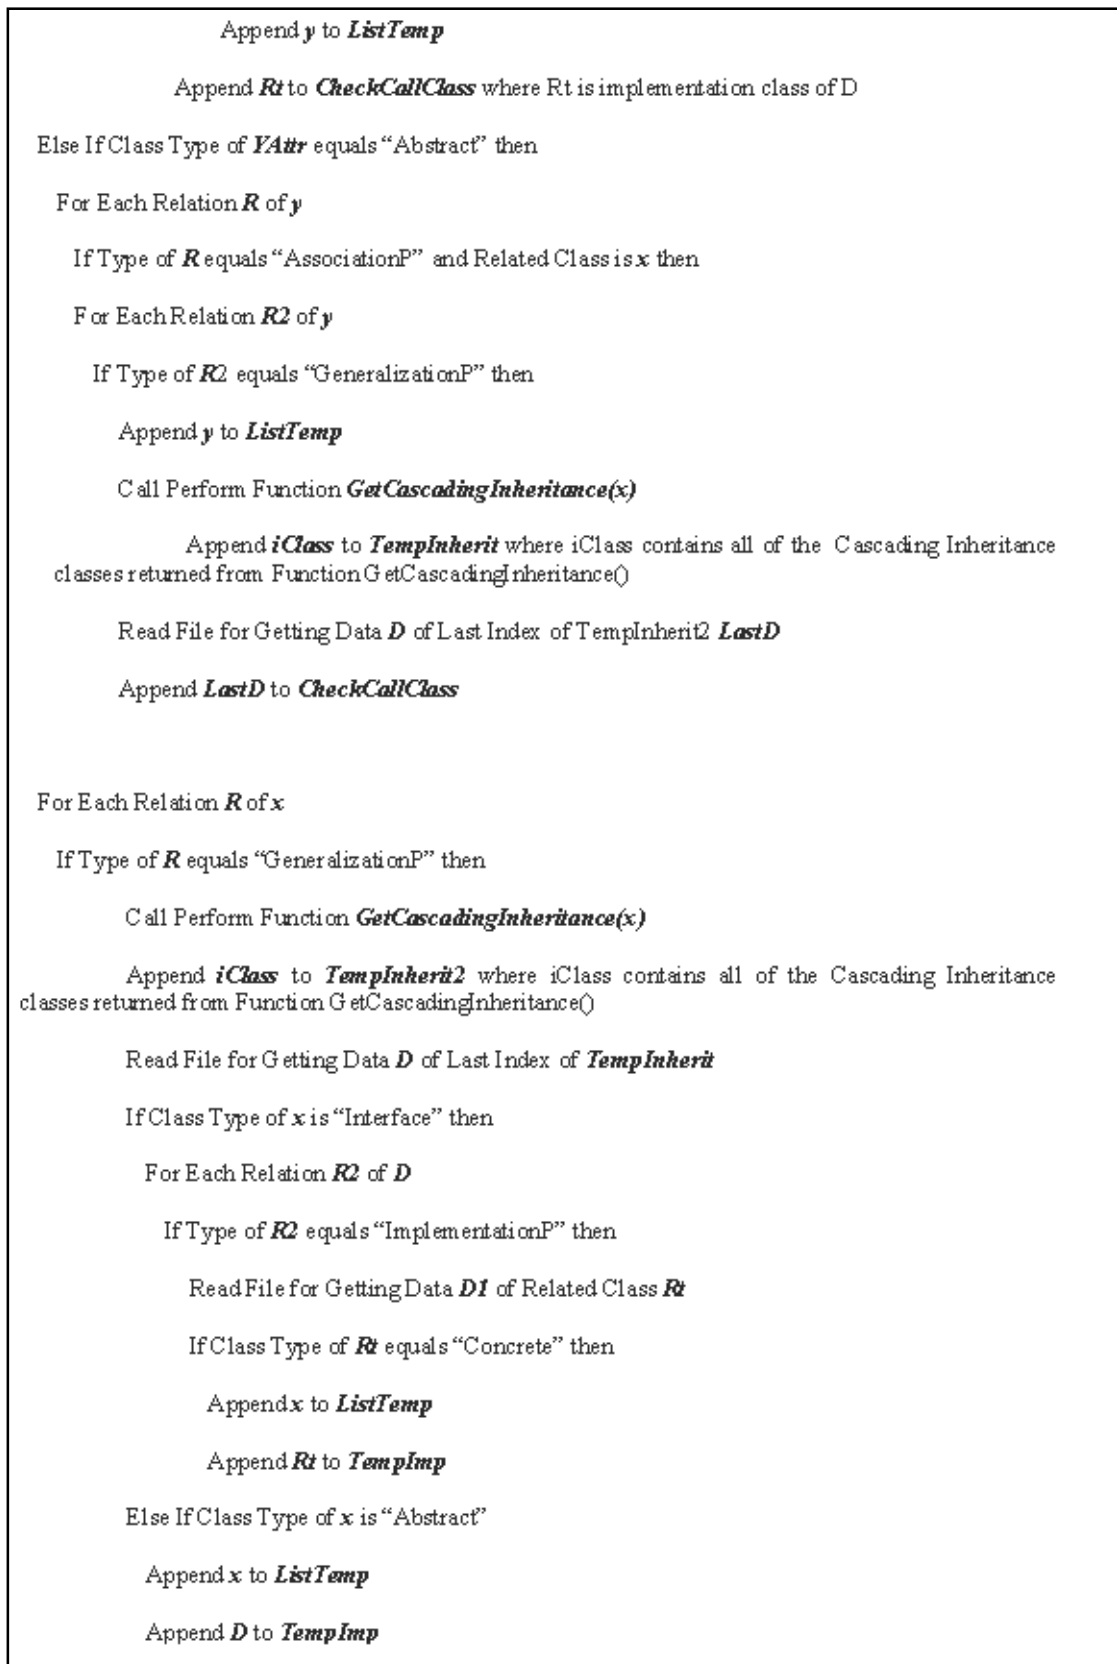 Append y to ListTemp
Append Rt to CheckCallClass where Rt is implementation class of D
Else If Class Type of YAttr equals “Abstract” then
For Each Relation R of y
If Type of R equals “AssociationP” and Related Class is x then
For Each Relation R2 of y
If Type of R2 equals “GeneralizationP” then
Append y to ListTemp
Call Perform Function GetCascadingInheritance(x)
Append iClass to TempInherit where iClass contains all of the Cascading Inheritance
classes returned from Function GetCascadingInheritance()
Read File for Getting Data D of Last Index of TempInherit2 LastD
Append LastD to CheckCallClass
For Each Relation R of x
If Type of R equals “GeneralizationP” then
Call Perform Function GetCascadingInheritance(x)
Append iClass to TempInherit2 where iClass contains all of the Cascading Inheritance
classes returned from Function GetCascadingInheritance()
Read File for Getting Data D of Last Index of TempInherit
If Class Type of x is “Interface” then
For Each Relation R2 of D
If Type of R2 equals “ImplementationP” then
Read File for Getting Data D1 of Related Class Rt
If Class Type of Rt equals “Concrete” then
Append x to ListTemp
Append Rt to TempImp
Else If Class Type of x is “Abstract”
Append x to ListTemp
Append D to TempImp